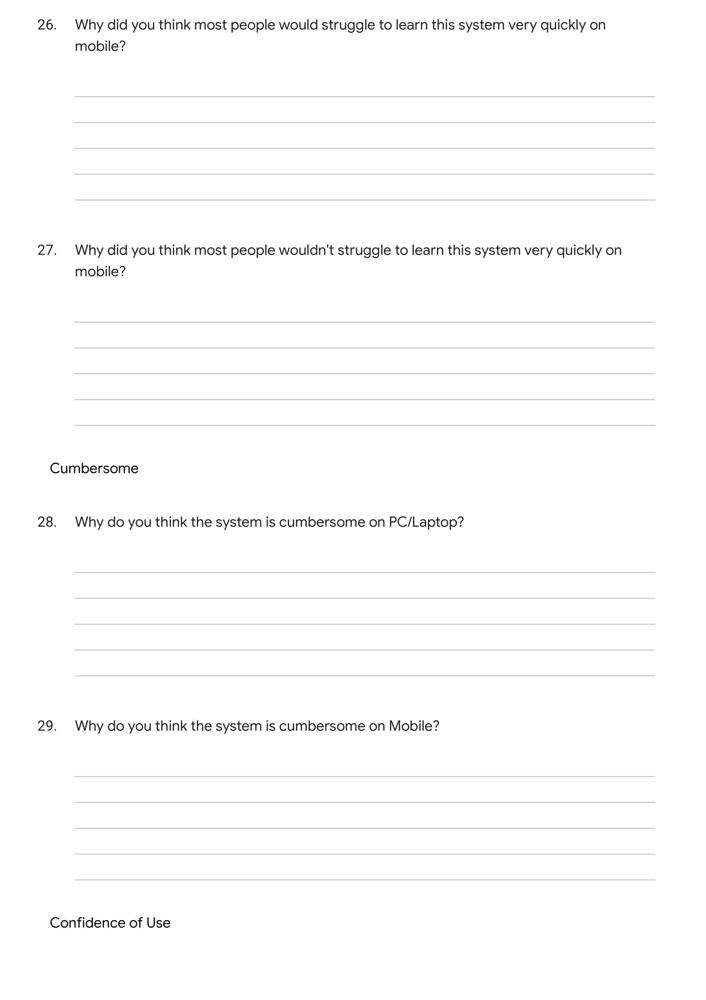 26. Why did you think most people would struggle to learn this system very quickly on
mobile?
27. Why did you think most people wouldn't struggle to learn this system very quickly on
mobile?
Cumbersome
28. Why do you think the system is cumbersome on PC/Laptop?
29. Why do you think the system is cumbersome on Mobile?
Confidence of Use